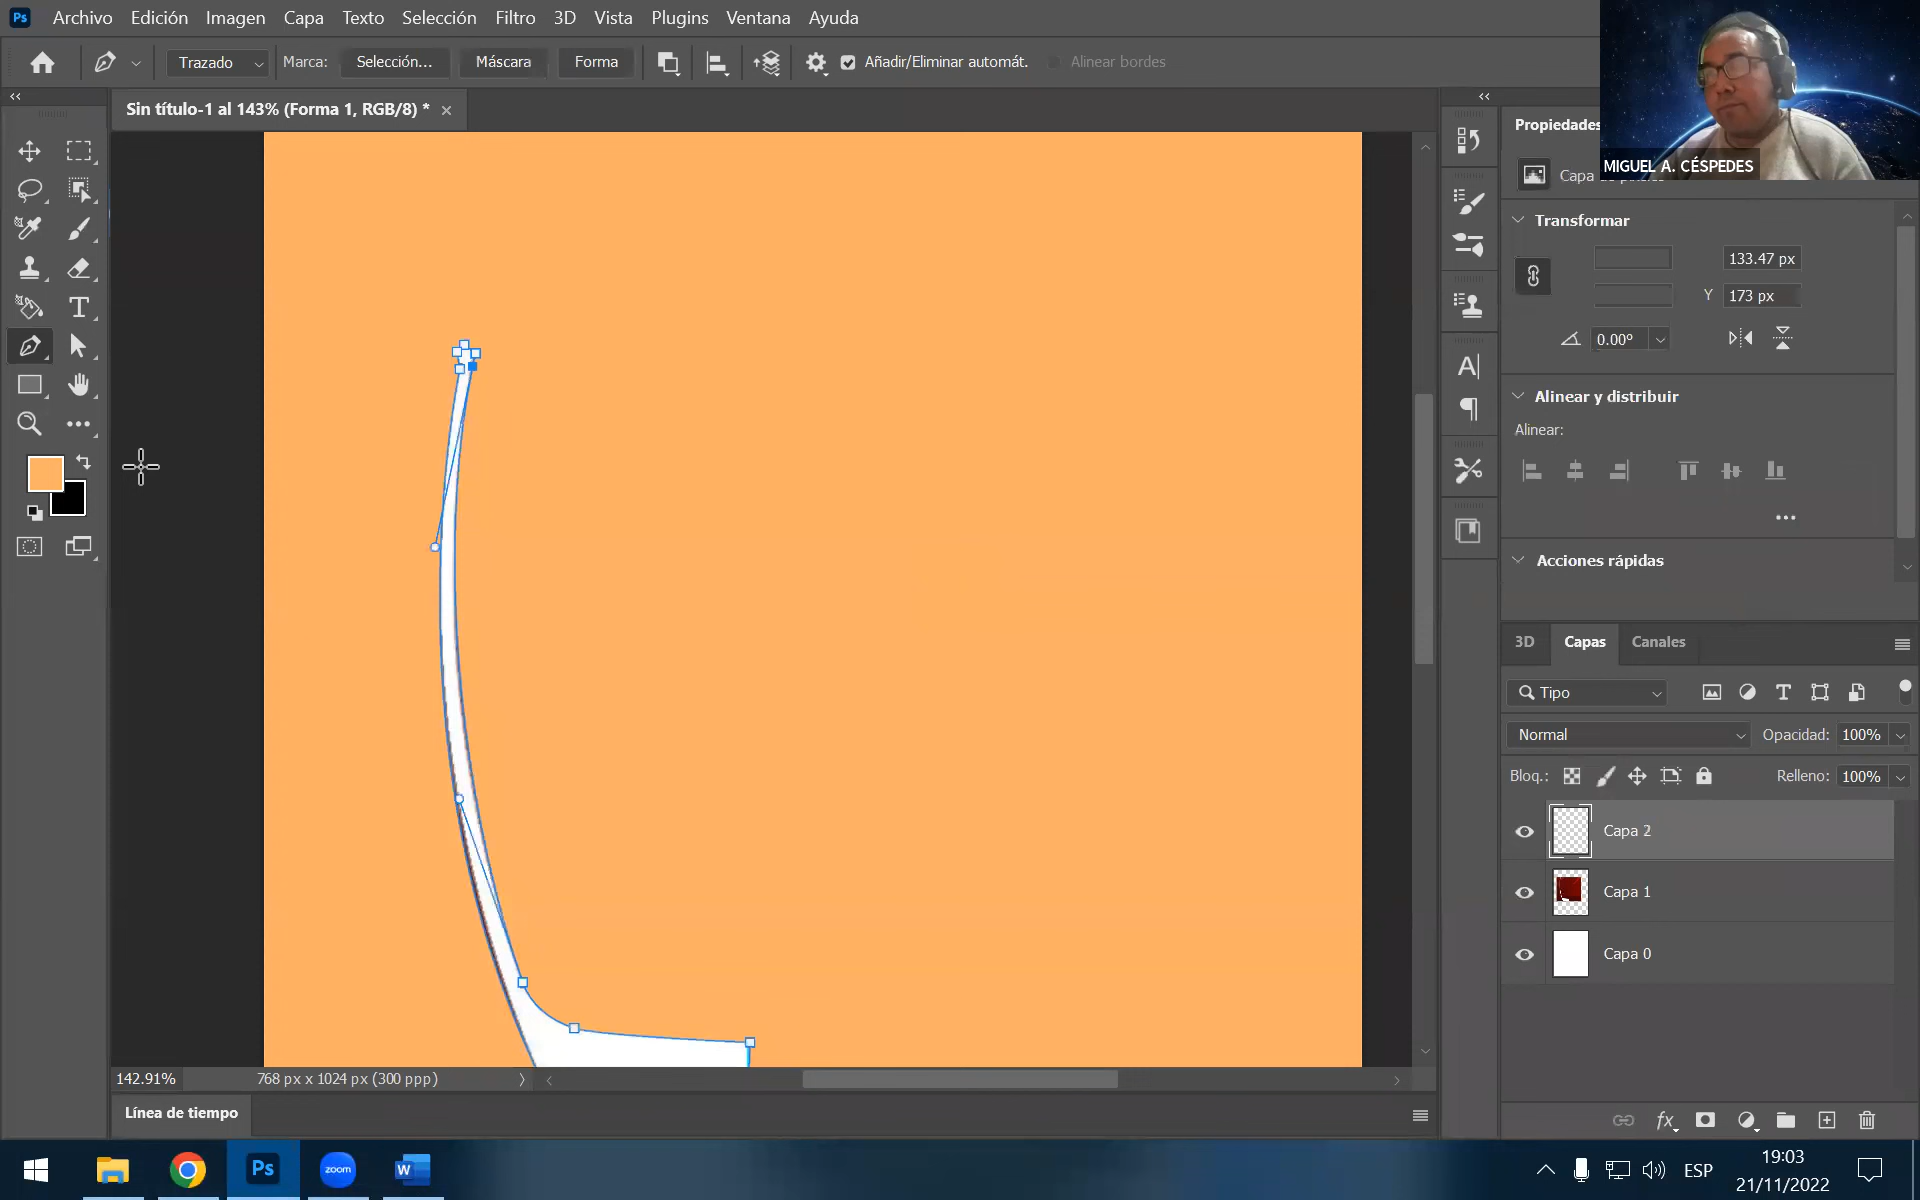 Ps Archivo Edición Imagen Capa Texto Selección Filtro 3D Vista Plugins Ventana Ayuda
Trazado Marca: Selección... Máscara Forma Añadir/Eliminar automát. Alinear bordes
Sin título-1 al 143% (Forma 1, RGB/8) *
MIGUEL A. CÉSPEDES
Propiedades
Capa
Transformar
133.47 px
Y 173 px
0.00°
Alinear y distribuir
Alinear:
Acciones rápidas
3D Capas Canales
Tipo
Normal Opacidad: 100%
Bloq.: Relleno: 100%
Capa 2
Capa 1
Capa 0
142.91% 768 px x 1024 px (300 ppp)
Línea de tiempo
fx
Ps zoom W ESP
19:03
21/11/2022